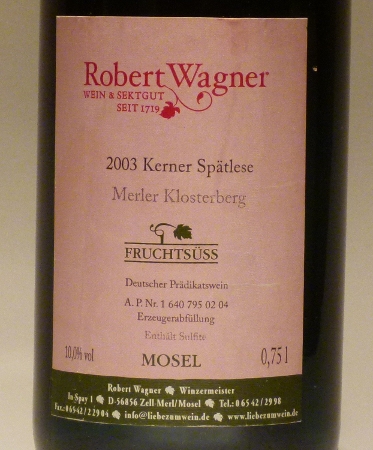 Robert Wagner
WEIN & SEKTGUT
SEIT 1719
2003 Kerner Spätlese
Merler Klosterberg
FRUCHTSÜSS
Deutscher Prädikatswein
A. P. Nr. 1 640 795 02 04
Erzeugerabfüllung
Enthält Sulfite
10,0% vol MOSEL 0,75 l
Robert Wagner Winzermeister
In Spay 1 D-56856 Zell-Merl/Mosel Tel.: 0 65 42 / 29 98
Fax.: 0 65 42 / 2 29 04 info@liebezumwein.de www.liebezumwein.de